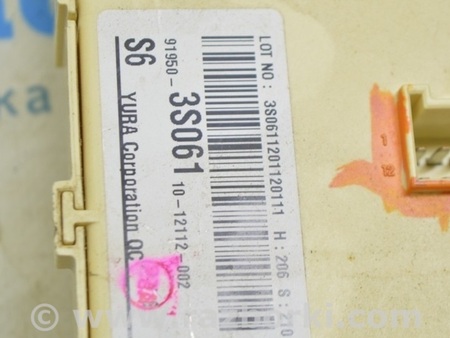 LOT NO: 3S0611201120111 H: 206 S: 210
91950-3S061
10-12112-002
S6 YURA Corporation QC